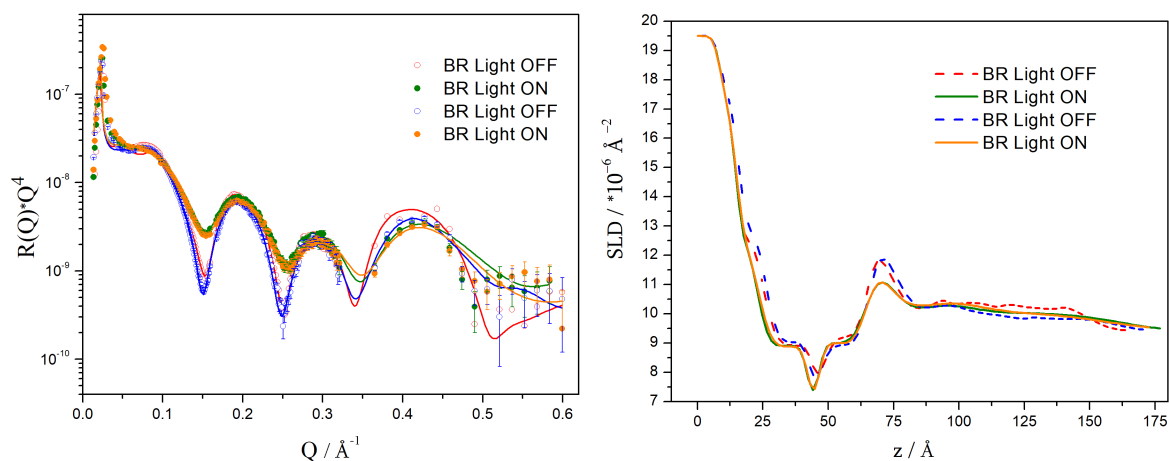 R(Q)*Q⁴
10⁻⁷
10⁻⁸
10⁻⁹
10⁻¹⁰
BR Light OFF
BR Light ON
BR Light OFF
BR Light ON
0.0 0.1 0.2 0.3 0.4 0.5 0.6
Q / Å⁻¹
SLD / *10⁻⁶ Å⁻²
20
19
18
17
16
15
14
13
12
11
10
9
8
7
BR Light OFF
BR Light ON
BR Light OFF
BR Light ON
0 25 50 75 100 125 150 175
z / Å